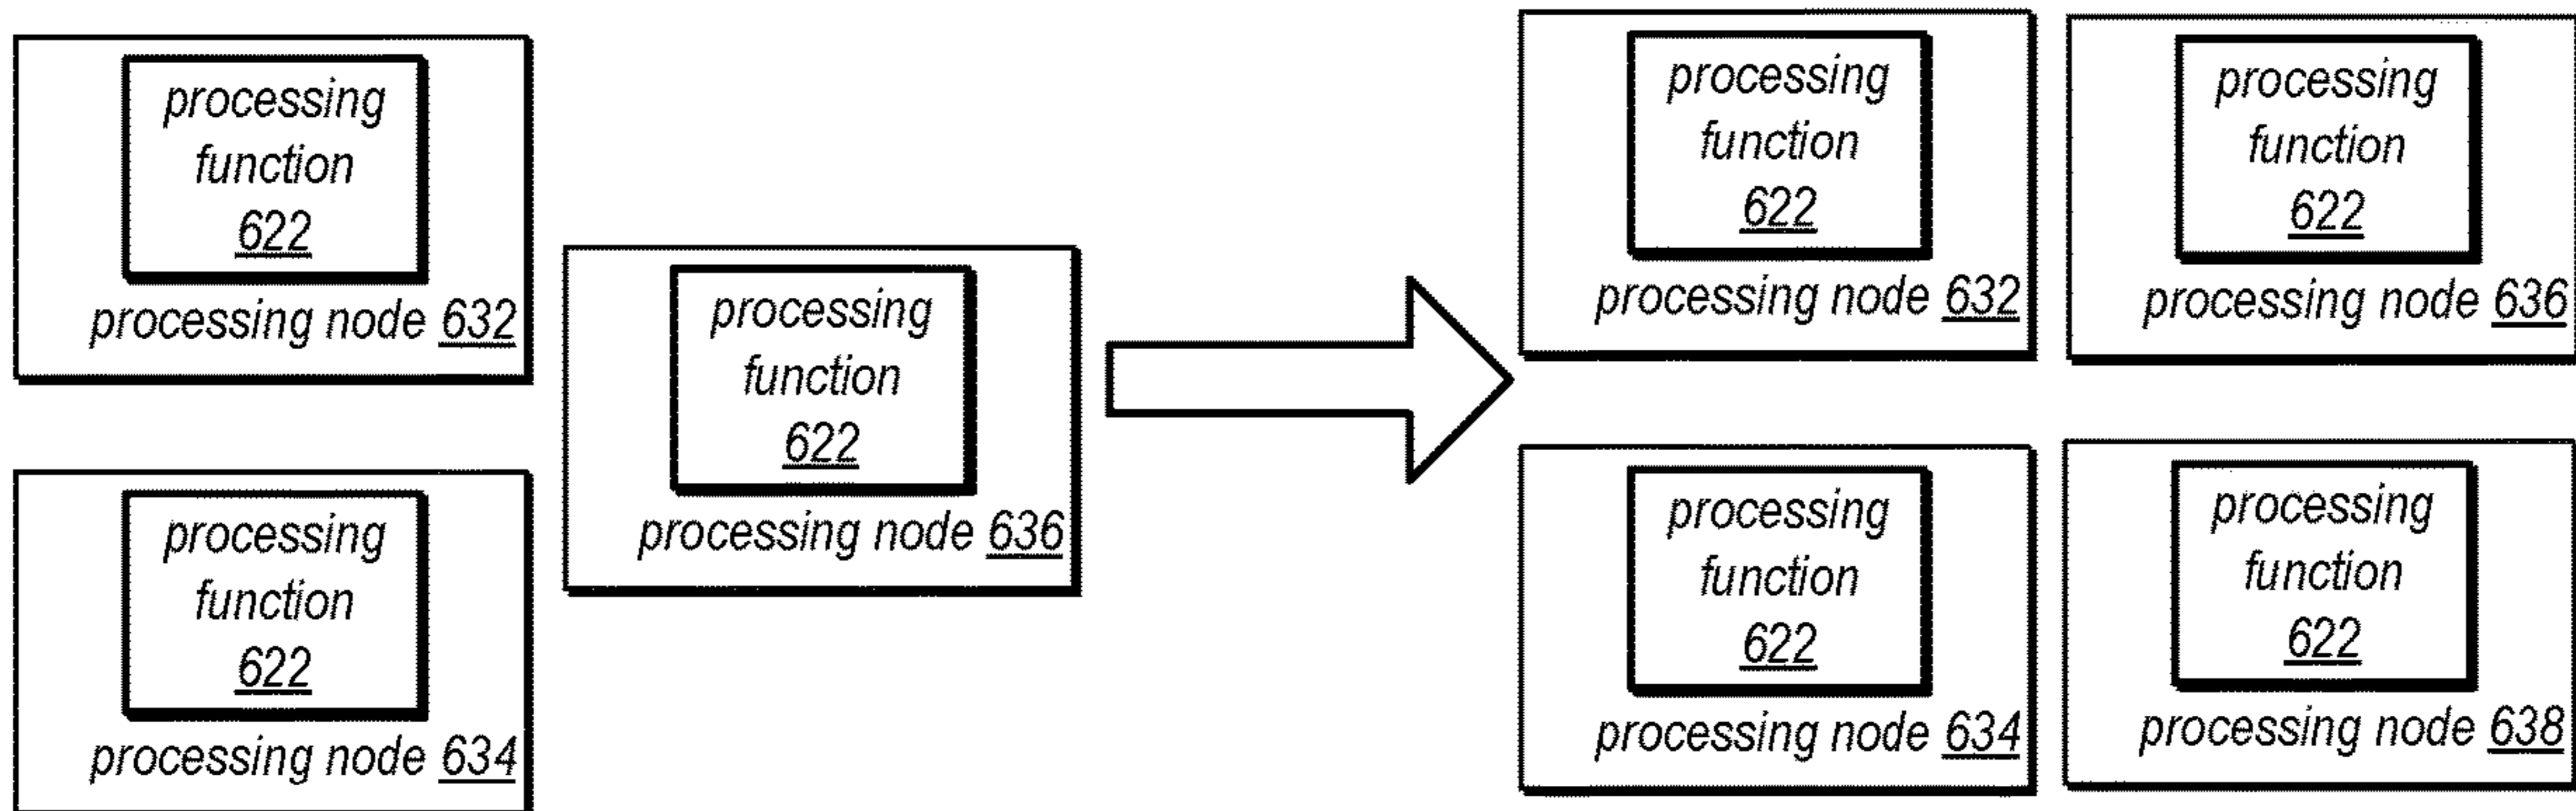 processing
function
622
processing node 632
processing
function
622
processing node 634
processing
function
622
processing node 636
processing
function
622
processing node 632
processing
function
622
processing node 636
processing
function
622
processing node 634
processing
function
622
processing node 638